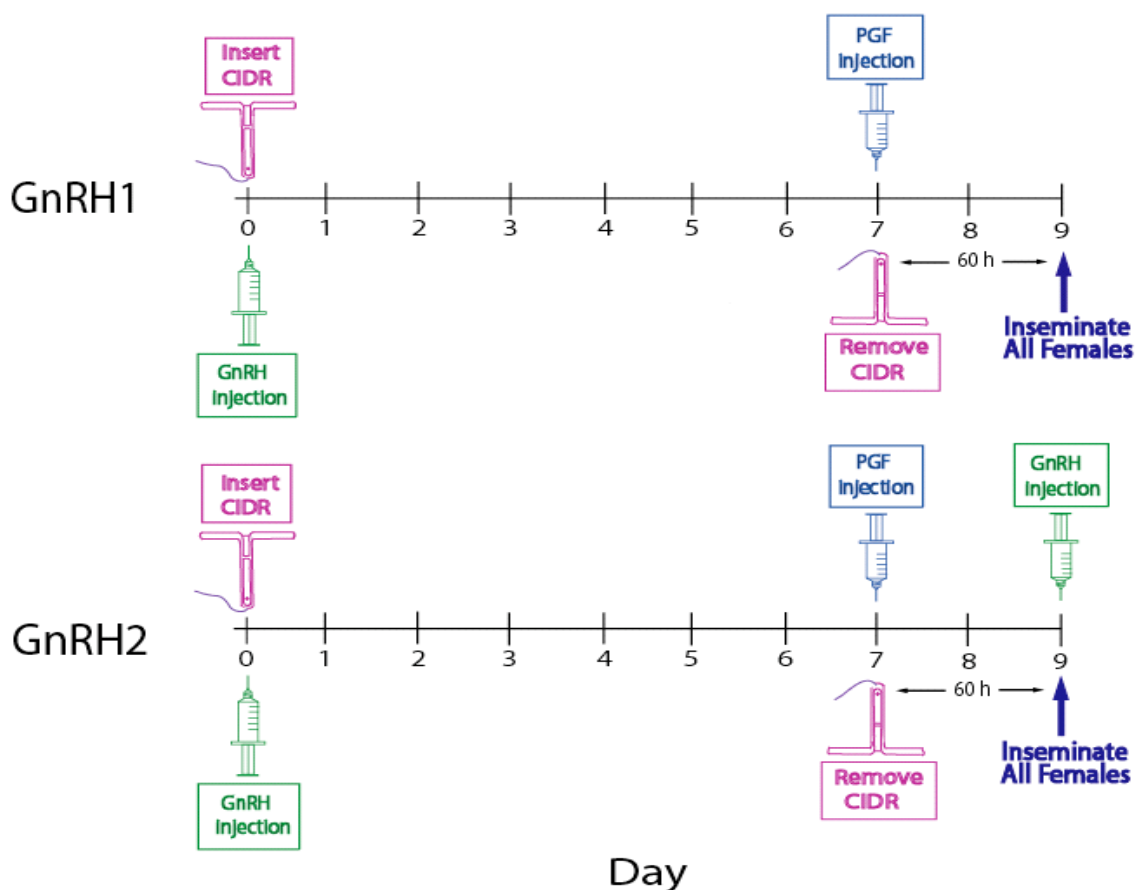 Insert
CIDR
PGF
Injection
GnRH1
0 1 2 3 4 5 6 7 8 9
60 h
GnRH
Injection
Remove
CIDR
Inseminate
All Females
Insert
CIDR
PGF
Injection
GnRH
Injection
GnRH2
0 1 2 3 4 5 6 7 8 9
60 h
GnRH
Injection
Remove
CIDR
Inseminate
All Females
Day